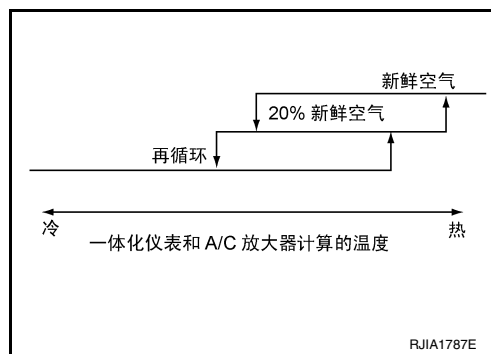 新鲜空气
20% 新鲜空气
再循环
冷
热
一体化仪表和 A/C 放大器计算的温度
RJIA1787E